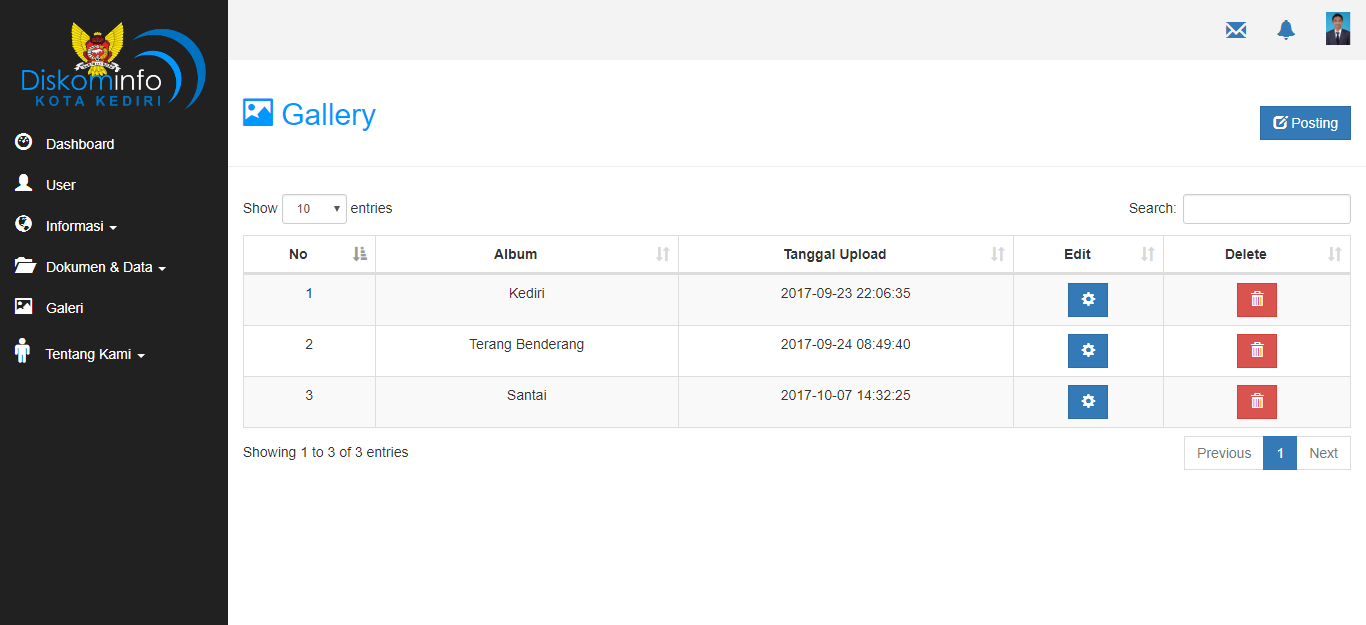 Diskominfo
KOTA KEDIRI
Dashboard
User
Informasi
Dokumen & Data
Galeri
Tentang Kami
Gallery
Posting
Show 10 entries
Search:
No Album Tanggal Upload Edit Delete
1 Kediri 2017-09-23 22:06:35
2 Terang Benderang 2017-09-24 08:49:40
3 Santai 2017-10-07 14:32:25
Showing 1 to 3 of 3 entries
Previous 1 Next